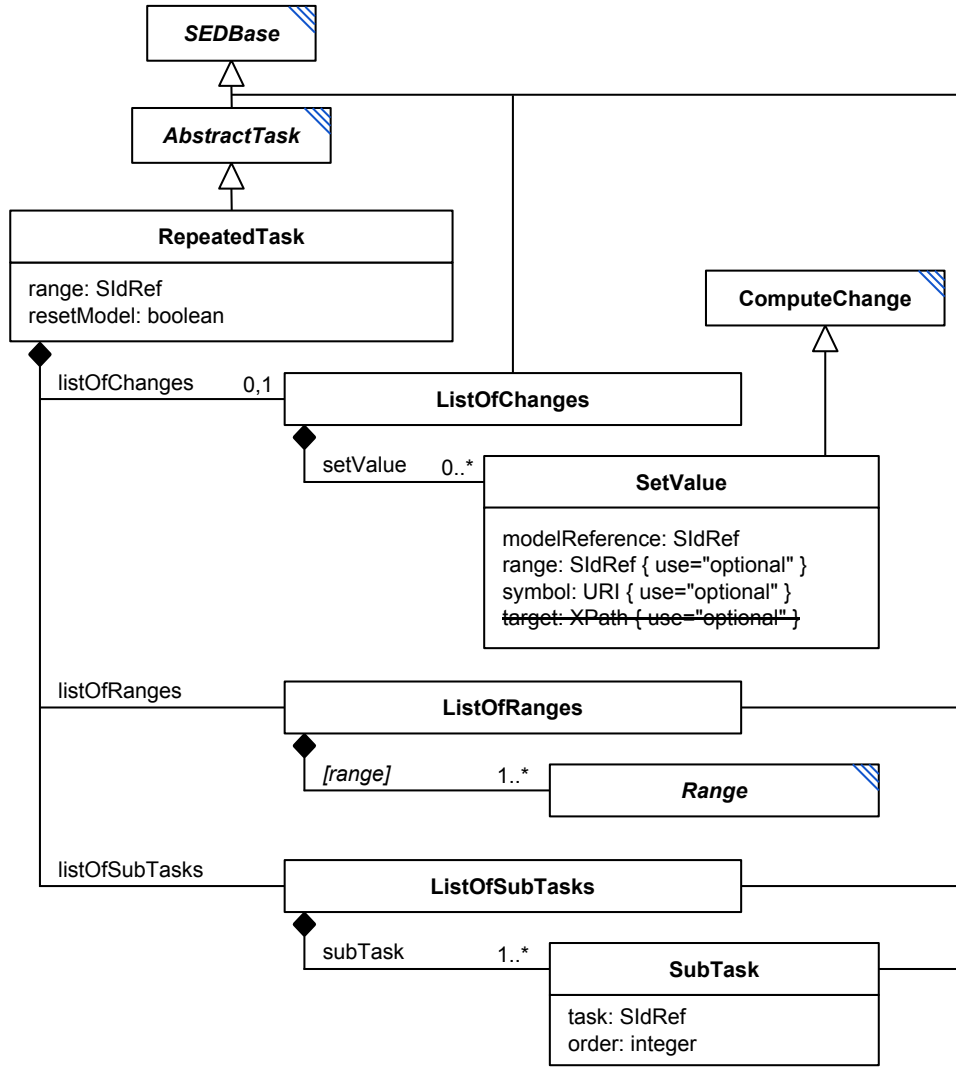 SEDBase
AbstractTask
RepeatedTask
range: SIdRef
resetModel: boolean
ComputeChange
listOfChanges 0,1
ListOfChanges
setValue 0..*
SetValue
modelReference: SIdRef
range: SIdRef { use="optional" }
symbol: URI { use="optional" }
target: XPath { use="optional" }
listOfRanges
ListOfRanges
[range] 1..*
Range
listOfSubTasks
ListOfSubTasks
subTask 1..*
SubTask
task: SIdRef
order: integer